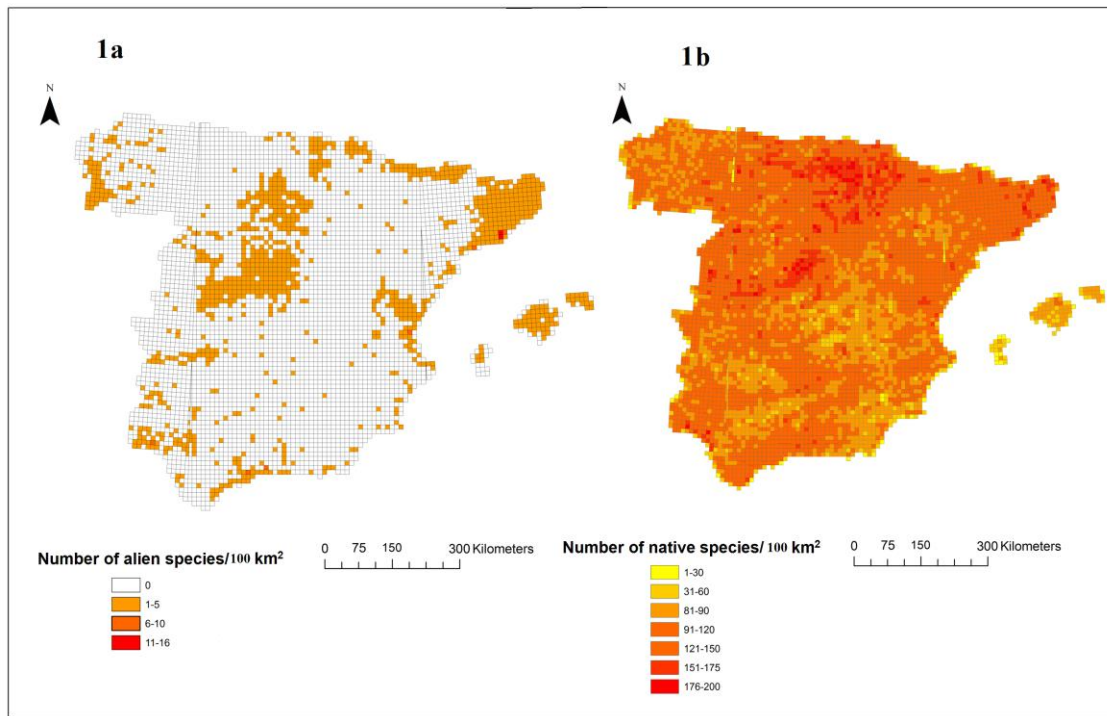 1a
N
Number of alien species/100 km²
0
1-5
6-10
11-16
0 75 150 300 Kilometers
1b
N
Number of native species/ 100 km²
1-30
31-60
81-90
91-120
121-150
151-175
176-200
0 75 150 300 Kilometers